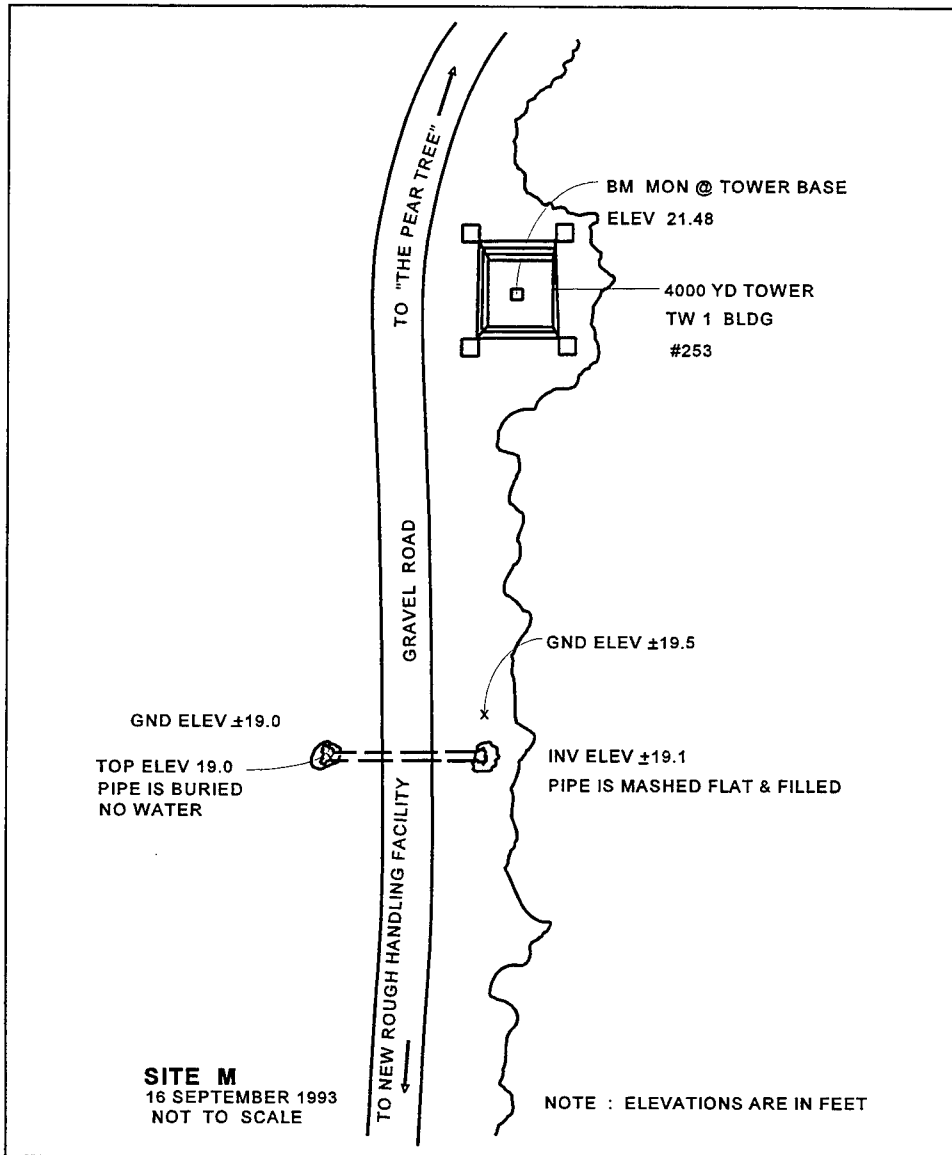 TO "THE PEAR TREE"
BM MON @ TOWER BASE
ELEV 21.48
4000 YD TOWER
TW 1 BLDG
#253
GRAVEL ROAD
GND ELEV ±19.5
GND ELEV ±19.0
TOP ELEV 19.0
PIPE IS BURIED
NO WATER
INV ELEV ±19.1
PIPE IS MASHED FLAT & FILLED
x
TO NEW ROUGH HANDLING FACILITY
SITE M
16 SEPTEMBER 1993
NOT TO SCALE
NOTE : ELEVATIONS ARE IN FEET